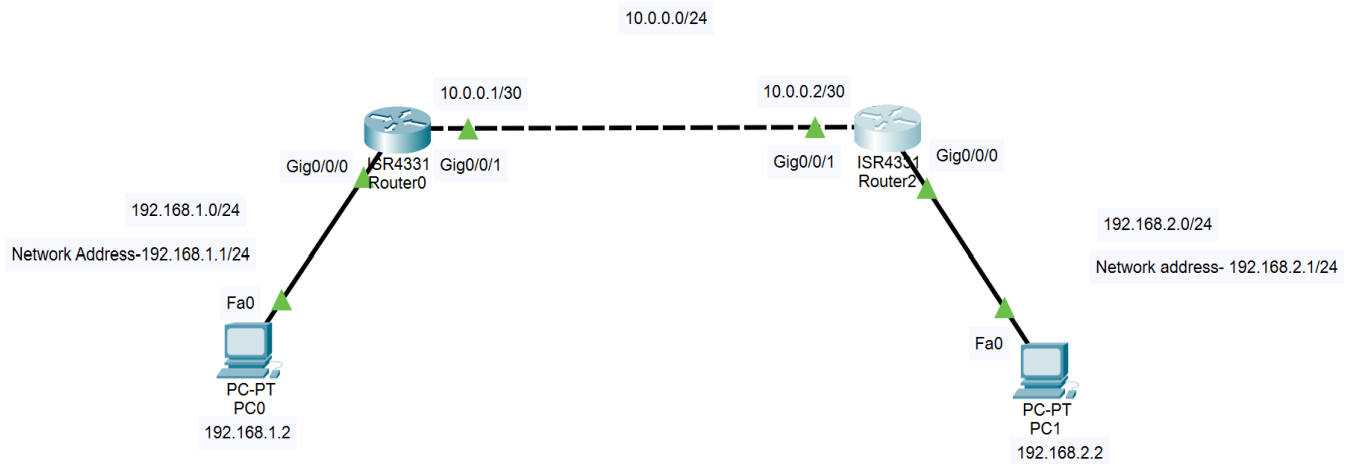 10.0.0.0/24
10.0.0.1/30
10.0.0.2/30
Gig0/0/0
ISR4331
Router0
Gig0/0/1
Gig0/0/1
ISR4331
Router2
Gig0/0/0
192.168.1.0/24
Network Address-192.168.1.1/24
192.168.2.0/24
Network address- 192.168.2.1/24
Fa0
PC-PT
PC0
192.168.1.2
Fa0
PC-PT
PC1
192.168.2.2